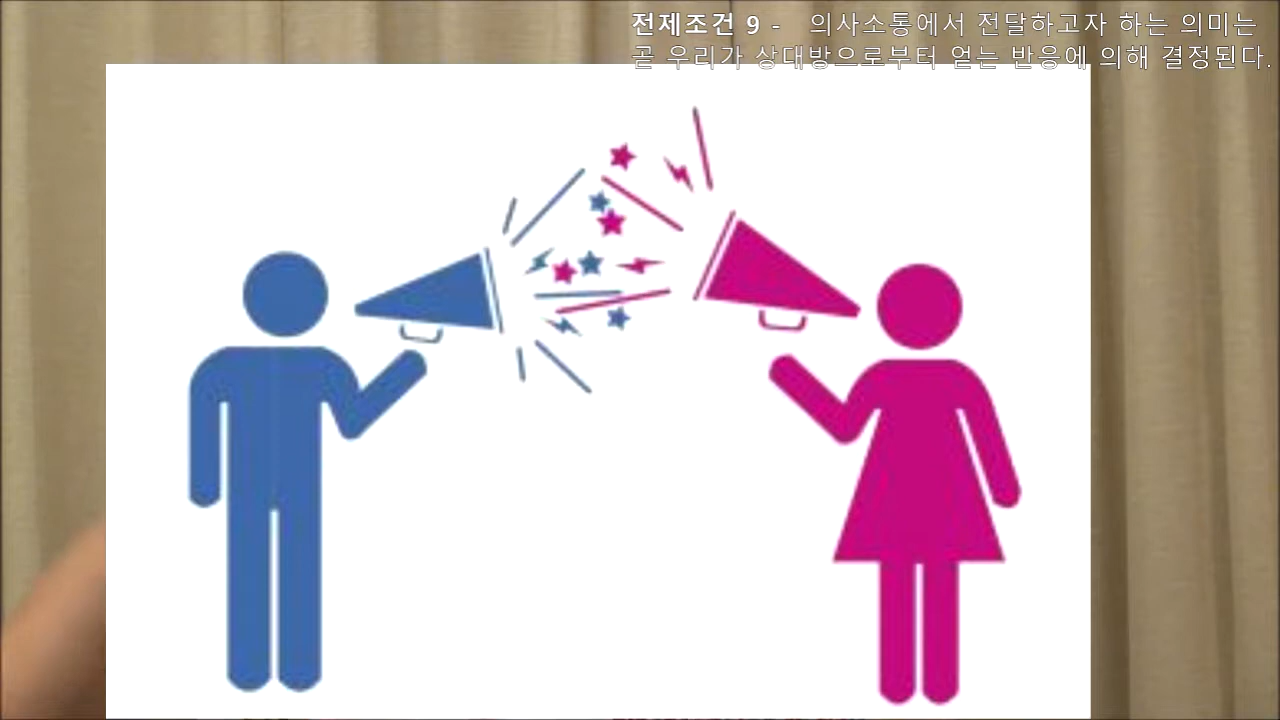 전제조건 9 - 의사소통에서 전달하고자 하는 의미는
곧 우리가 상대방으로부터 얻는 반응에 의해 결정된다.